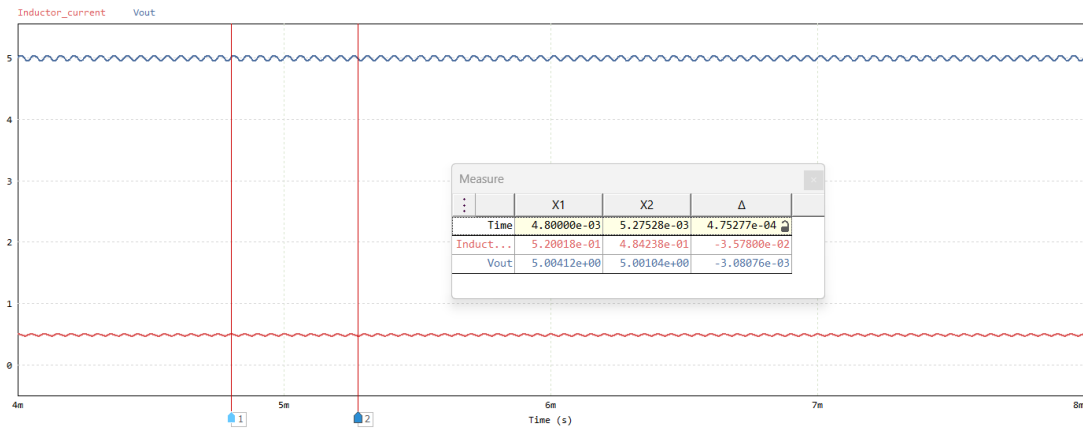 Inductor_current Vout
5
4
3
2
1
0
Measure
X1 X2 Δ
Time 4.80000e-03 5.27528e-03 4.75277e-04
Induct... 5.20018e-01 4.84238e-01 -3.57800e-02
Vout 5.00412e+00 5.00104e+00 -3.08076e-03
4m 5m 6m 7m 8m
1 2
Time (s)